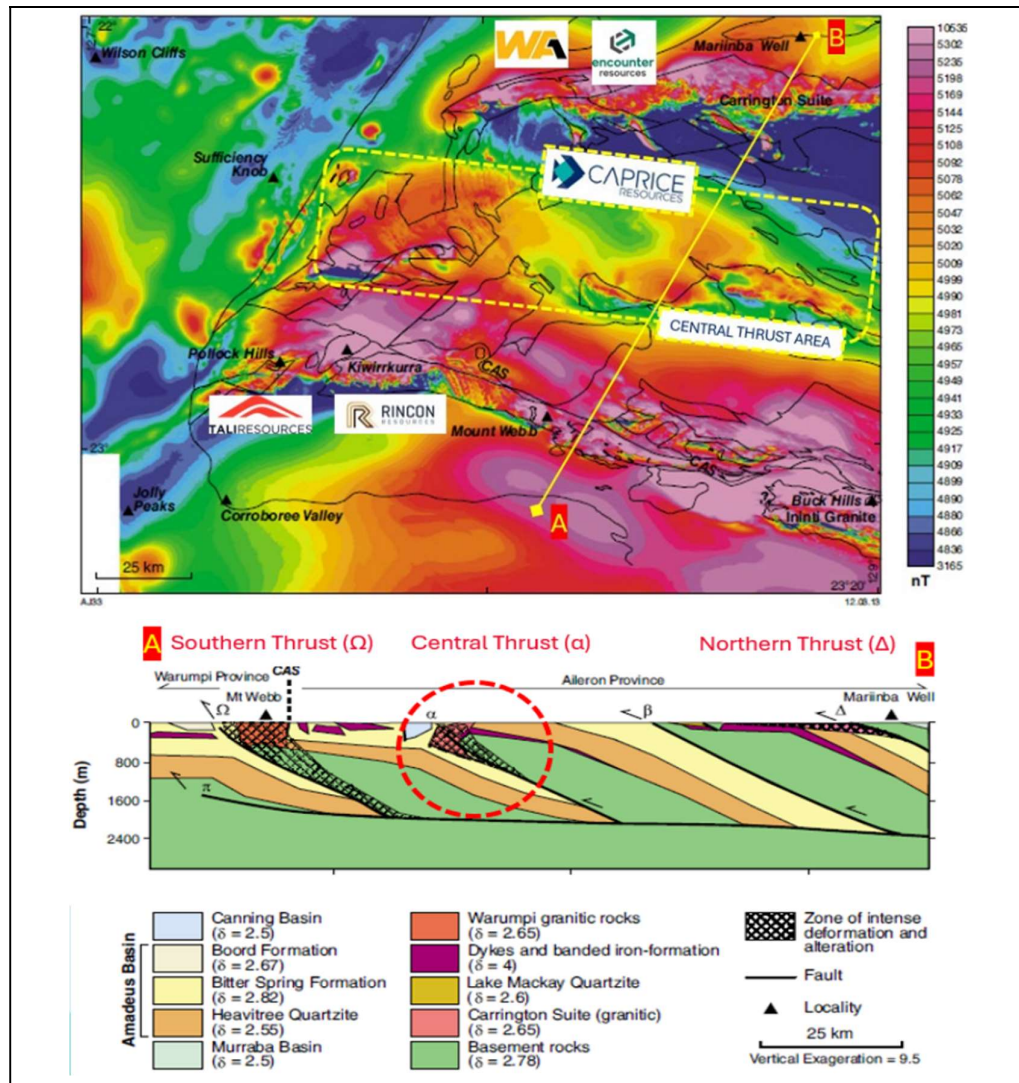 22°
127°
Wilson Cliffs
WA
encounter
resources
Mariinba Well
B
Carrington Suite
Sufficiency
Knob
CAPRICE
RESOURCES
CENTRAL THRUST AREA
Pollock Hills
Kiwirrkurra
CAS
TALIRESOURCES
RINCON
RESOURCES
Mount Webb
CAS
23°
Jolly
Peaks
Corroboree Valley
A
Buck Hills
Ininti Granite
25 km
23°20'
129°
AJ33
12.08.13
10535
5302
5235
5198
5169
5144
5125
5108
5092
5078
5062
5047
5032
5020
5009
4999
4990
4981
4973
4965
4957
4949
4941
4933
4925
4917
4909
4899
4890
4880
4866
4836
3165
nT
A Southern Thrust (Ω) Central Thrust (α) Northern Thrust (Δ) B
Warumpi Province CAS Aileron Province
Mt Webb Mariinba Well
Ω α β Δ
π
Depth (m)
0
800
1600
2400
Amadeus Basin
Canning Basin
(δ = 2.5)
Boord Formation
(δ = 2.67)
Bitter Spring Formation
(δ = 2.82)
Heavitree Quartzite
(δ = 2.55)
Murraba Basin
(δ = 2.5)
Warumpi granitic rocks
(δ = 2.65)
Dykes and banded iron-formation
(δ = 4)
Lake Mackay Quartzite
(δ = 2.6)
Carrington Suite (granitic)
(δ = 2.65)
Basement rocks
(δ = 2.78)
Zone of intense
deformation and
alteration
Fault
Locality
25 km
Vertical Exageration = 9.5